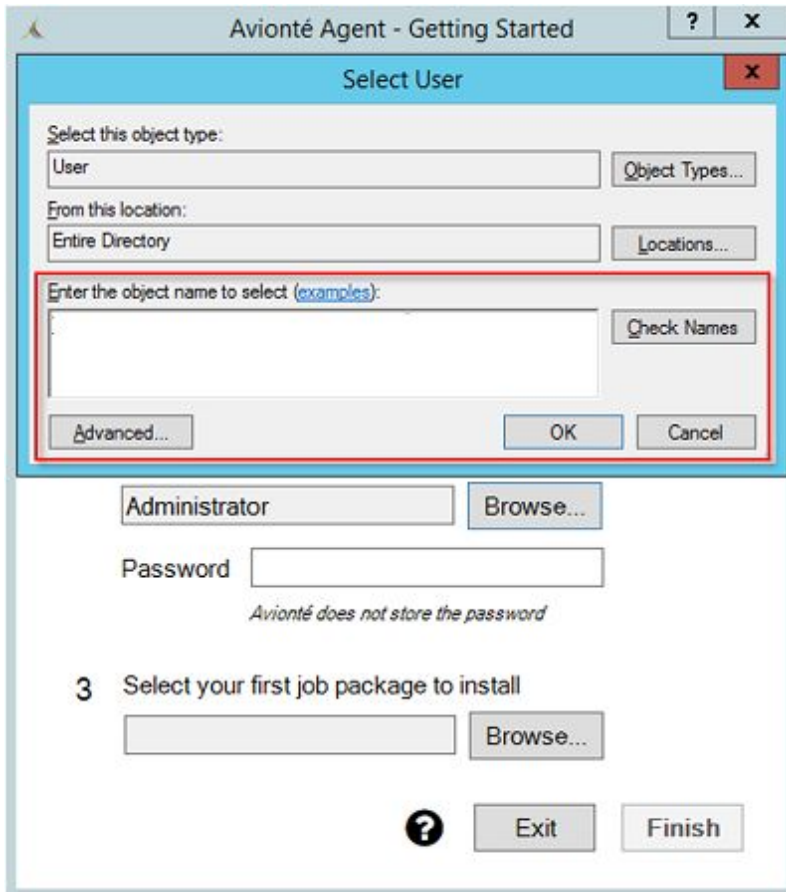 Avionté Agent - Getting Started
? x
Select User
x
Select this object type:
User
Object Types...
From this location:
Entire Directory
Locations...
Enter the object name to select (examples):
Check Names
Advanced...
OK
Cancel
Administrator
Browse...
Password
Avionté does not store the password
3 Select your first job package to install
Browse...
?
Exit
Finish